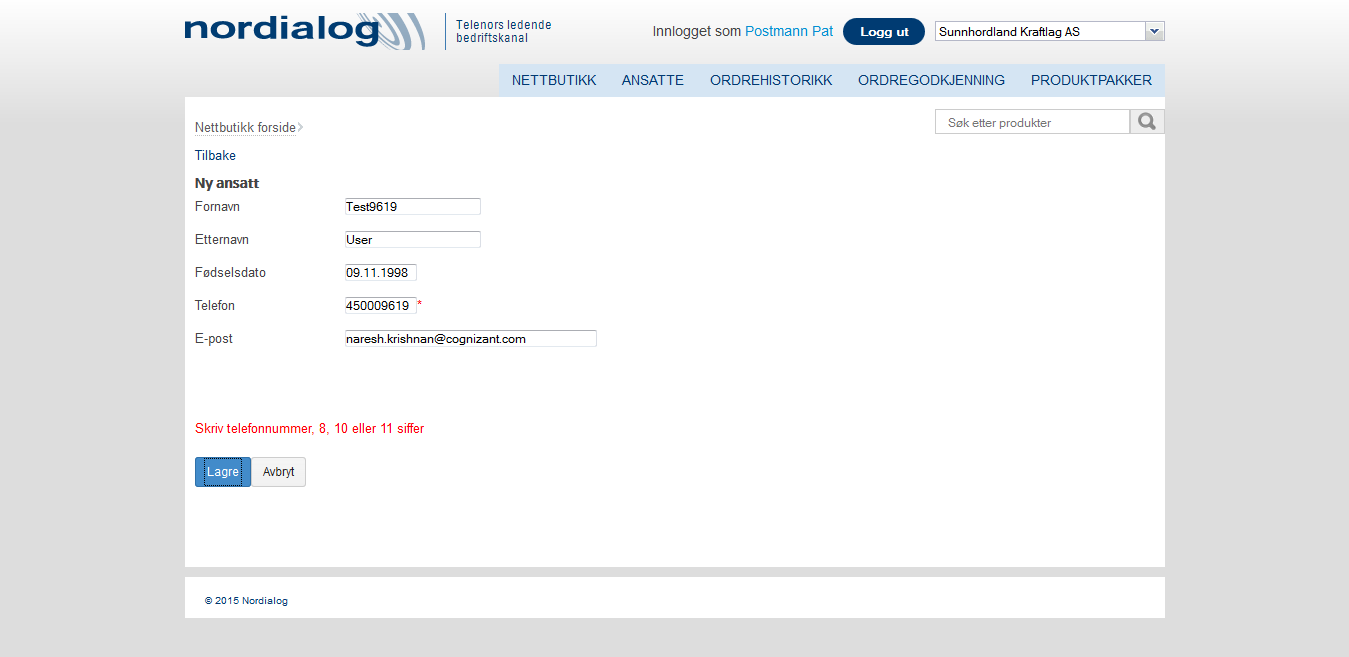 nordialog
Telenors ledende
bedriftskanal
Innlogget som Postmann Pat
Logg ut
Sunnhordland Kraftlag AS
NETTBUTIKK ANSATTE ORDREHISTORIKK ORDREGODKJENNING PRODUKTPAKKER
Nettbutikk forside
Søk etter produkter
Tilbake
Ny ansatt
Fornavn Test9619
Etternavn User
Fødselsdato 09.11.1998
Telefon 450009619 *
E-post naresh.krishnan@cognizant.com
Skriv telefonnummer, 8, 10 eller 11 siffer
Lagre Avbryt
© 2015 Nordialog